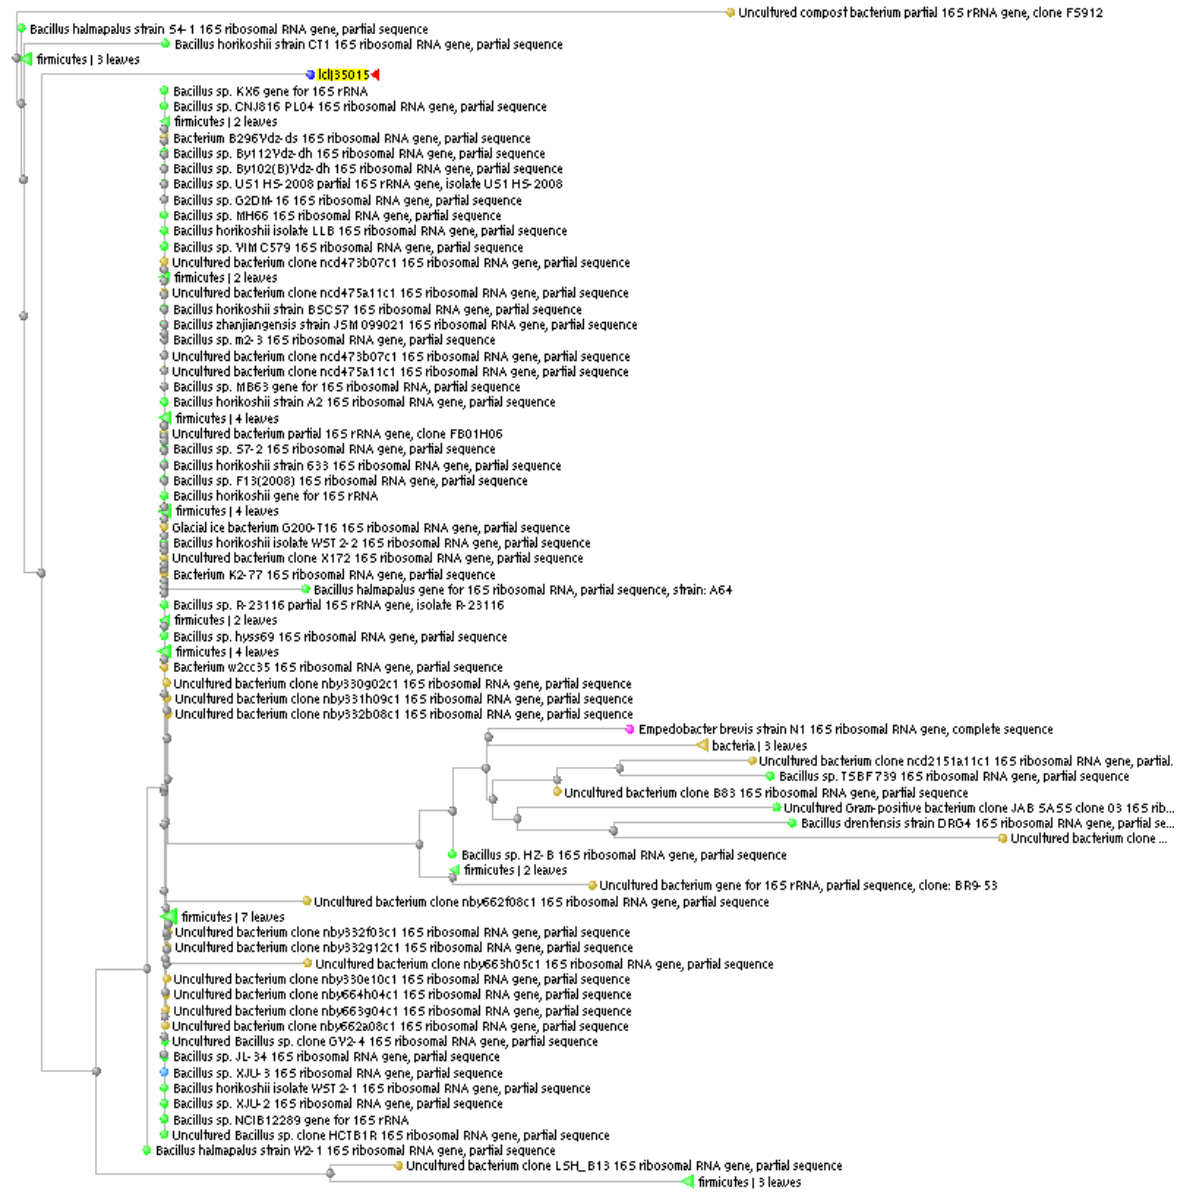 Uncultured compost bacterium partial 16S rRNA gene, clone FS912
Bacillus halmapalus strain S4-1 16S ribosomal RNA gene, partial sequence
Bacillus horikoshii strain CT1 16S ribosomal RNA gene, partial sequence
firmicutes | 3 leaves
lcl|35015
Bacillus sp. KX6 gene for 16S rRNA
Bacillus sp. CNJ816 PL04 16S ribosomal RNA gene, partial sequence
firmicutes | 2 leaves
Bacterium B296Ydz-ds 16S ribosomal RNA gene, partial sequence
Bacillus sp. By112Ydz-dh 16S ribosomal RNA gene, partial sequence
Bacillus sp. By102(B)Ydz-dh 16S ribosomal RNA gene, partial sequence
Bacillus sp. US1 HS-2008 partial 16S rRNA gene, isolate US1 HS-2008
Bacillus sp. G2DM-16 16S ribosomal RNA gene, partial sequence
Bacillus sp. MH66 16S ribosomal RNA gene, partial sequence
Bacillus horikoshii isolate LLB 16S ribosomal RNA gene, partial sequence
Bacillus sp. YIM C579 16S ribosomal RNA gene, partial sequence
Uncultured bacterium clone ncd473b07c1 16S ribosomal RNA gene, partial sequence
firmicutes | 2 leaves
Uncultured bacterium clone ncd475a11c1 16S ribosomal RNA gene, partial sequence
Bacillus horikoshii strain BSC57 16S ribosomal RNA gene, partial sequence
Bacillus zhanjiangensis strain JSM 099021 16S ribosomal RNA gene, partial sequence
Bacillus sp. m2-3 16S ribosomal RNA gene, partial sequence
Uncultured bacterium clone ncd473b07c1 16S ribosomal RNA gene, partial sequence
Uncultured bacterium clone ncd475a11c1 16S ribosomal RNA gene, partial sequence
Bacillus sp. MB63 gene for 16S ribosomal RNA, partial sequence
Bacillus horikoshii strain A2 16S ribosomal RNA gene, partial sequence
firmicutes | 4 leaves
Uncultured bacterium partial 16S rRNA gene, clone FB01H06
Bacillus sp. S7-2 16S ribosomal RNA gene, partial sequence
Bacillus horikoshii strain 633 16S ribosomal RNA gene, partial sequence
Bacillus sp. F13(2008) 16S ribosomal RNA gene, partial sequence
Bacillus horikoshii gene for 16S rRNA
firmicutes | 4 leaves
Glacial ice bacterium G200-T16 16S ribosomal RNA gene, partial sequence
Bacillus horikoshii isolate WST 2-2 16S ribosomal RNA gene, partial sequence
Uncultured bacterium clone X172 16S ribosomal RNA gene, partial sequence
Bacterium K2-77 16S ribosomal RNA gene, partial sequence
Bacillus halmapalus gene for 16S ribosomal RNA, partial sequence, strain: A64
Bacillus sp. R-23116 partial 16S rRNA gene, isolate R-23116
firmicutes | 2 leaves
Bacillus sp. hyss69 16S ribosomal RNA gene, partial sequence
firmicutes | 4 leaves
Bacterium w2cc35 16S ribosomal RNA gene, partial sequence
Uncultured bacterium clone nby330g02c1 16S ribosomal RNA gene, partial sequence
Uncultured bacterium clone nby331h09c1 16S ribosomal RNA gene, partial sequence
Uncultured bacterium clone nby332b08c1 16S ribosomal RNA gene, partial sequence
Empedobacter brevis strain N1 16S ribosomal RNA gene, complete sequence
bacteria | 3 leaves
Uncultured bacterium clone ncd2151a11c1 16S ribosomal RNA gene, partial.
Bacillus sp. TSBF 739 16S ribosomal RNA gene, partial sequence
Uncultured bacterium clone B83 16S ribosomal RNA gene, partial sequence
Uncultured Gram-positive bacterium clone JAB SA5S clone 03 16S rib...
Bacillus drentensis strain DRG4 16S ribosomal RNA gene, partial se...
Uncultured bacterium clone ...
Bacillus sp. HZ-B 16S ribosomal RNA gene, partial sequence
firmicutes | 2 leaves
Uncultured bacterium gene for 16S rRNA, partial sequence, clone: BR9-53
Uncultured bacterium clone nby662f08c1 16S ribosomal RNA gene, partial sequence
firmicutes | 7 leaves
Uncultured bacterium clone nby332f03c1 16S ribosomal RNA gene, partial sequence
Uncultured bacterium clone nby332g12c1 16S ribosomal RNA gene, partial sequence
Uncultured bacterium clone nby663h05c1 16S ribosomal RNA gene, partial sequence
Uncultured bacterium clone nby330e10c1 16S ribosomal RNA gene, partial sequence
Uncultured bacterium clone nby664h04c1 16S ribosomal RNA gene, partial sequence
Uncultured bacterium clone nby663g04c1 16S ribosomal RNA gene, partial sequence
Uncultured bacterium clone nby662a08c1 16S ribosomal RNA gene, partial sequence
Uncultured Bacillus sp. clone GV2-4 16S ribosomal RNA gene, partial sequence
Bacillus sp. JL-34 16S ribosomal RNA gene, partial sequence
Bacillus sp. XJU-3 16S ribosomal RNA gene, partial sequence
Bacillus horikoshii isolate WST 2-1 16S ribosomal RNA gene, partial sequence
Bacillus sp. XJU-2 16S ribosomal RNA gene, partial sequence
Bacillus sp. NCIB12289 gene for 16S rRNA
Uncultured Bacillus sp. clone HCTB1R 16S ribosomal RNA gene, partial sequence
Bacillus halmapalus strain W2-1 16S ribosomal RNA gene, partial sequence
Uncultured bacterium clone LSH_B13 16S ribosomal RNA gene, partial sequence
firmicutes | 3 leaves